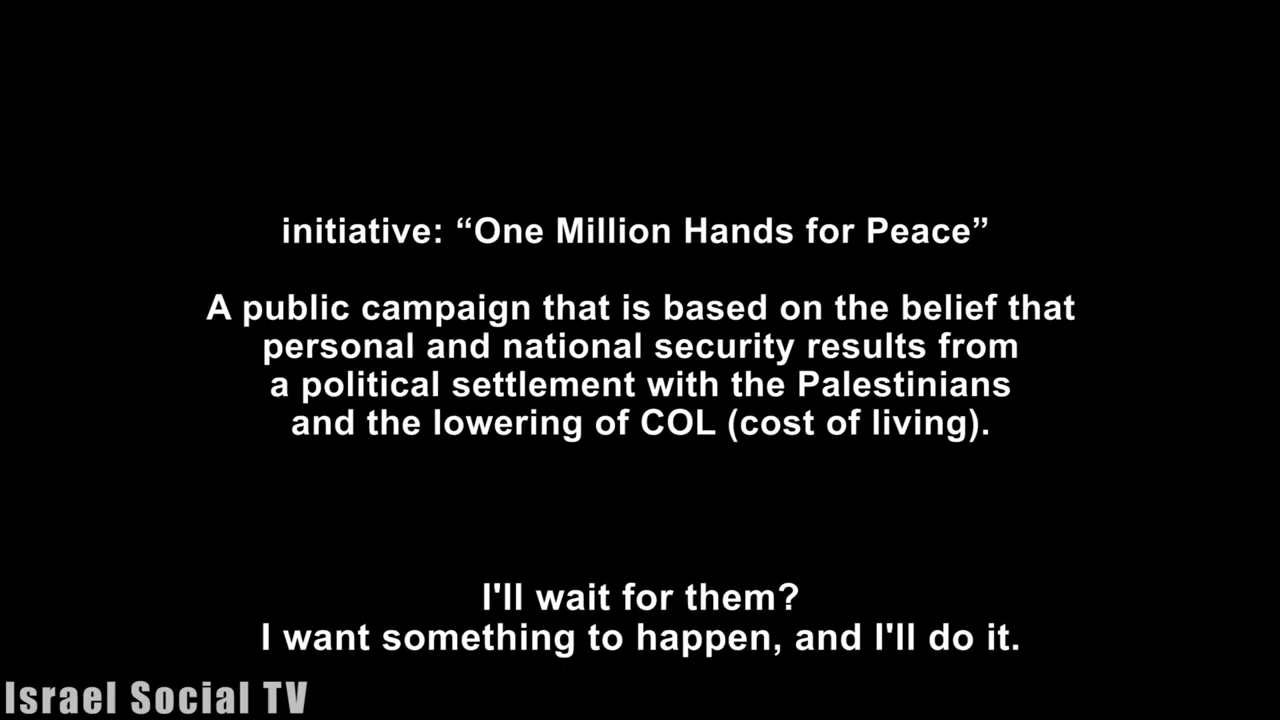 initiative: “One Million Hands for Peace”
A public campaign that is based on the belief that
personal and national security results from
a political settlement with the Palestinians
and the lowering of COL (cost of living).
I'll wait for them?
I want something to happen, and I'll do it.
Israel Social TV